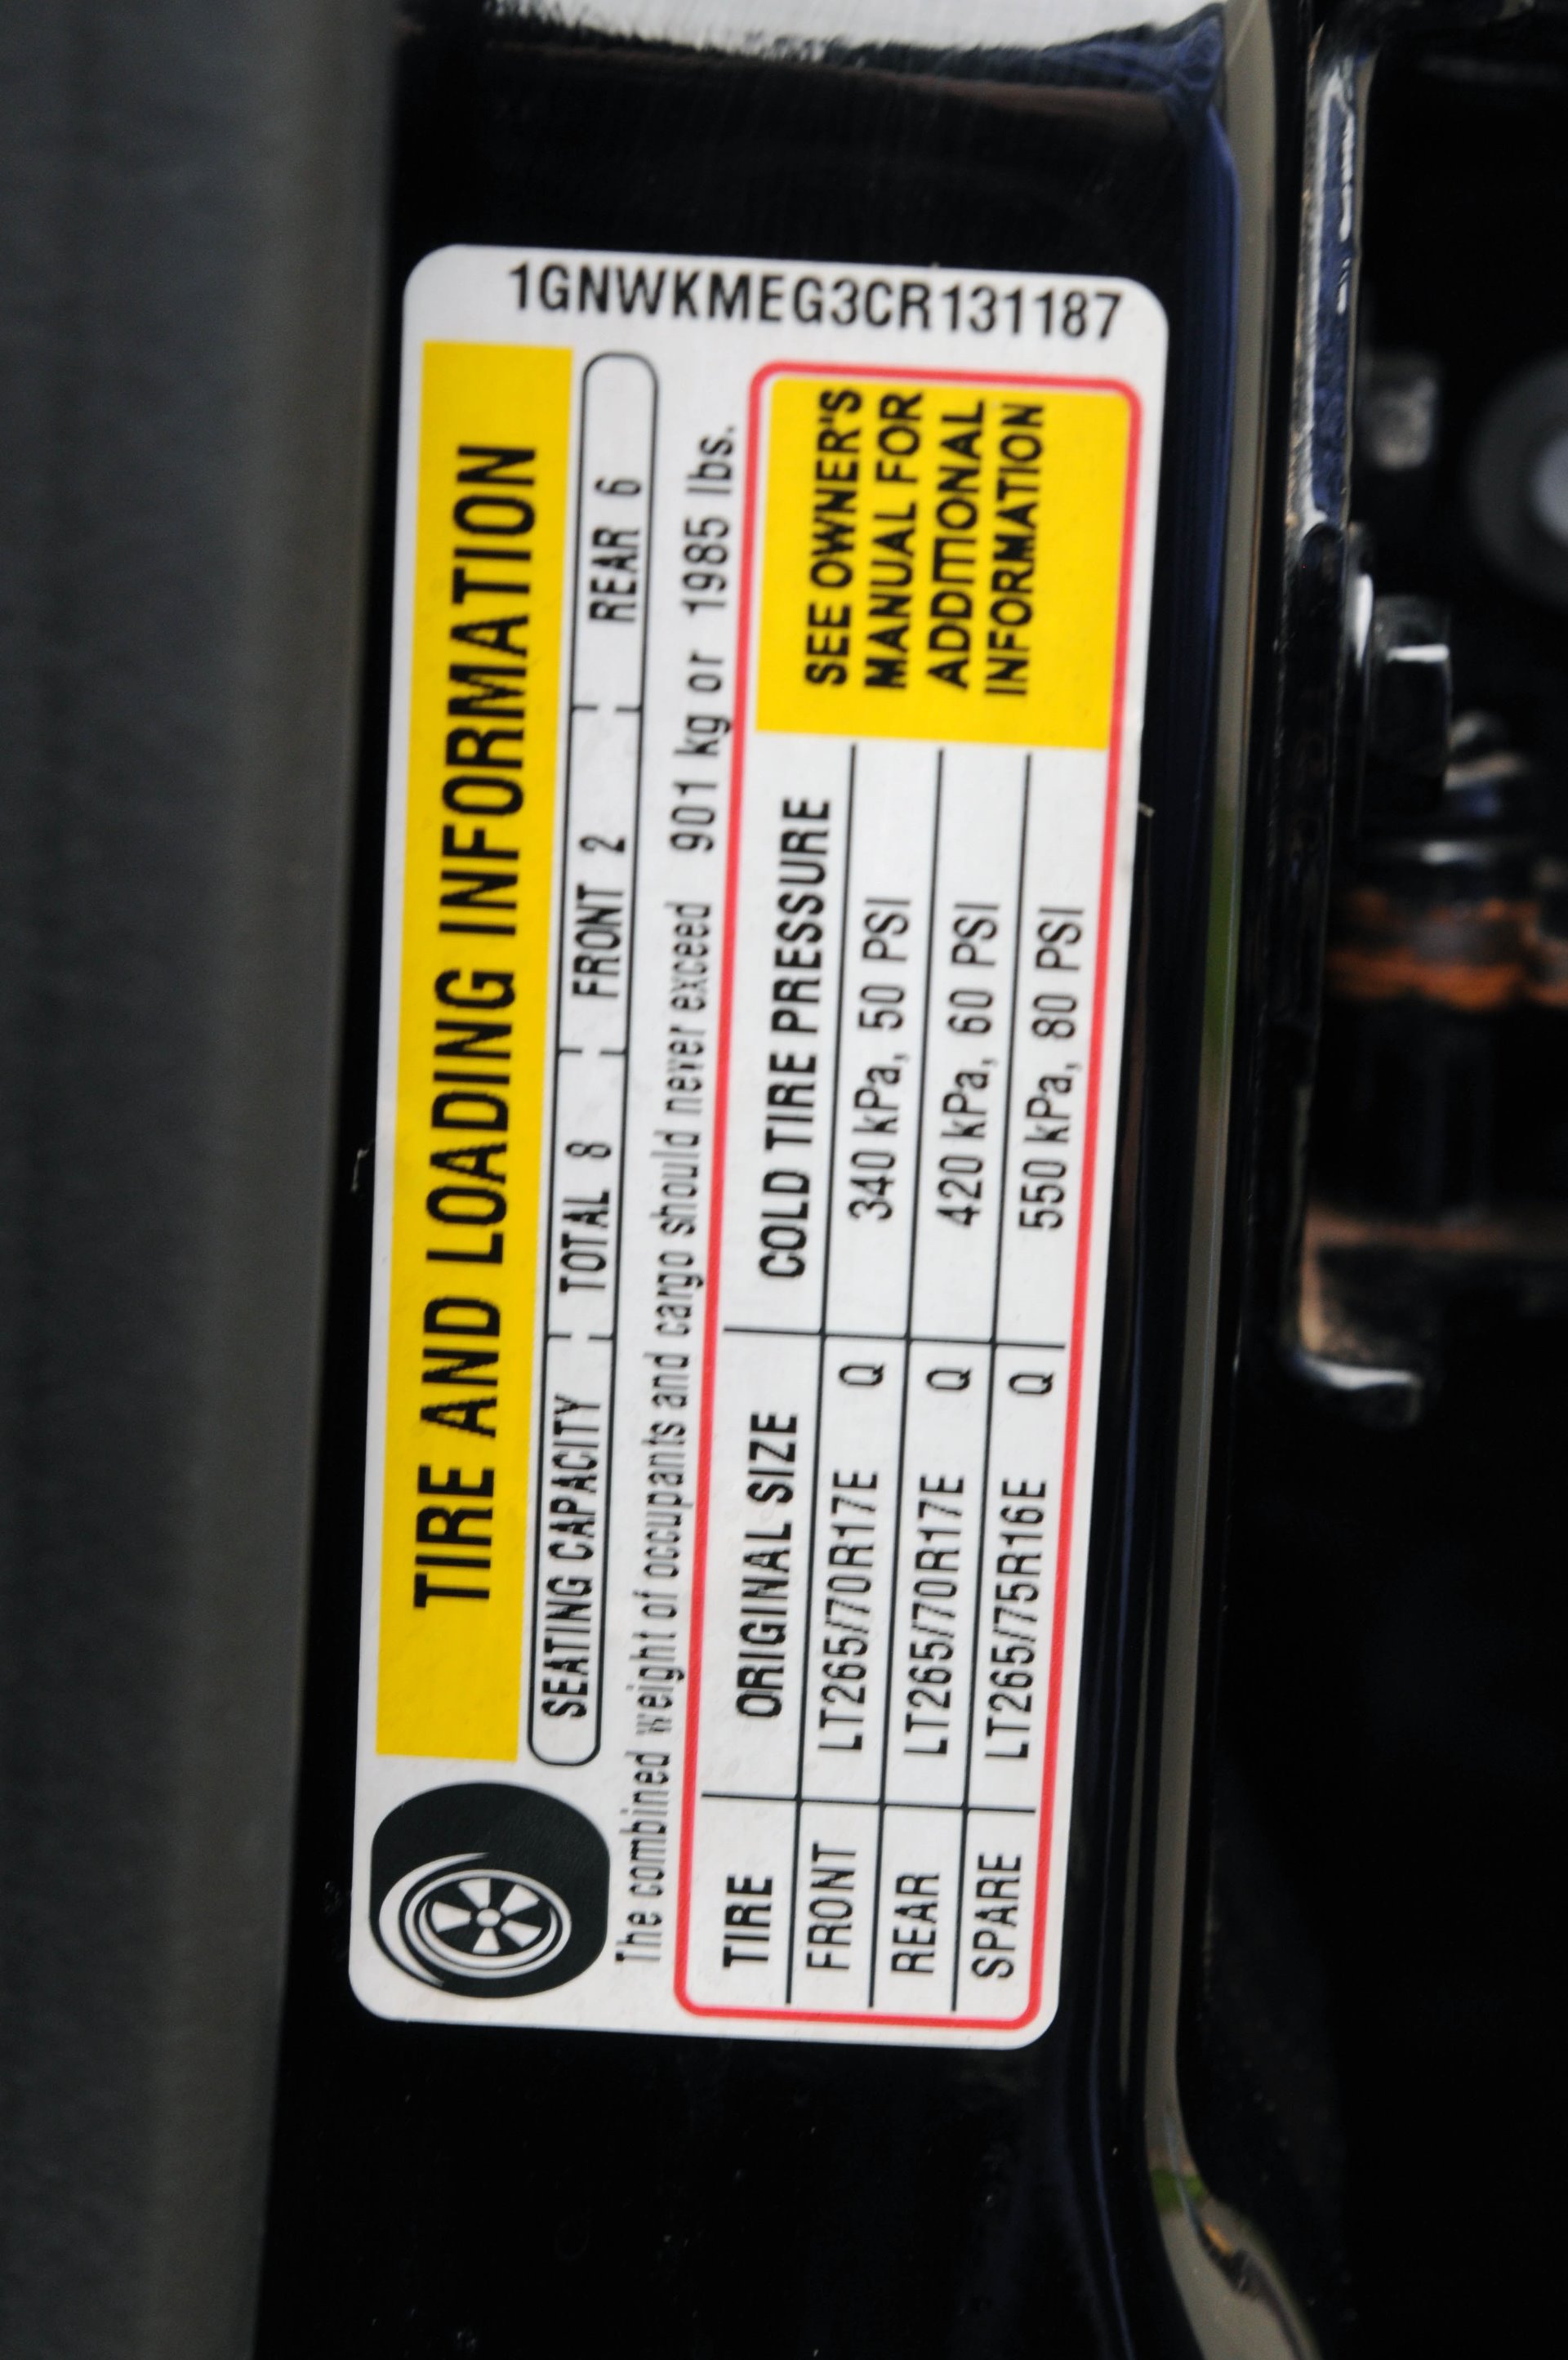 TIRE AND LOADING INFORMATION
SEATING CAPACITY TOTAL 8 FRONT 2 REAR 6
The combined weight of occupants and cargo should never exceed 901 kg or 1985 lbs.
TIRE ORIGINAL SIZE COLD TIRE PRESSURE
FRONT LT265/70R17E Q 340 kPa, 50 PSI
REAR LT265/70R17E Q 420 kPa, 60 PSI
SPARE LT265/75R16E Q 550 kPa, 80 PSI
SEE OWNER'S
MANUAL FOR
ADDITIONAL
INFORMATION
1GNWKMEG3CR131187